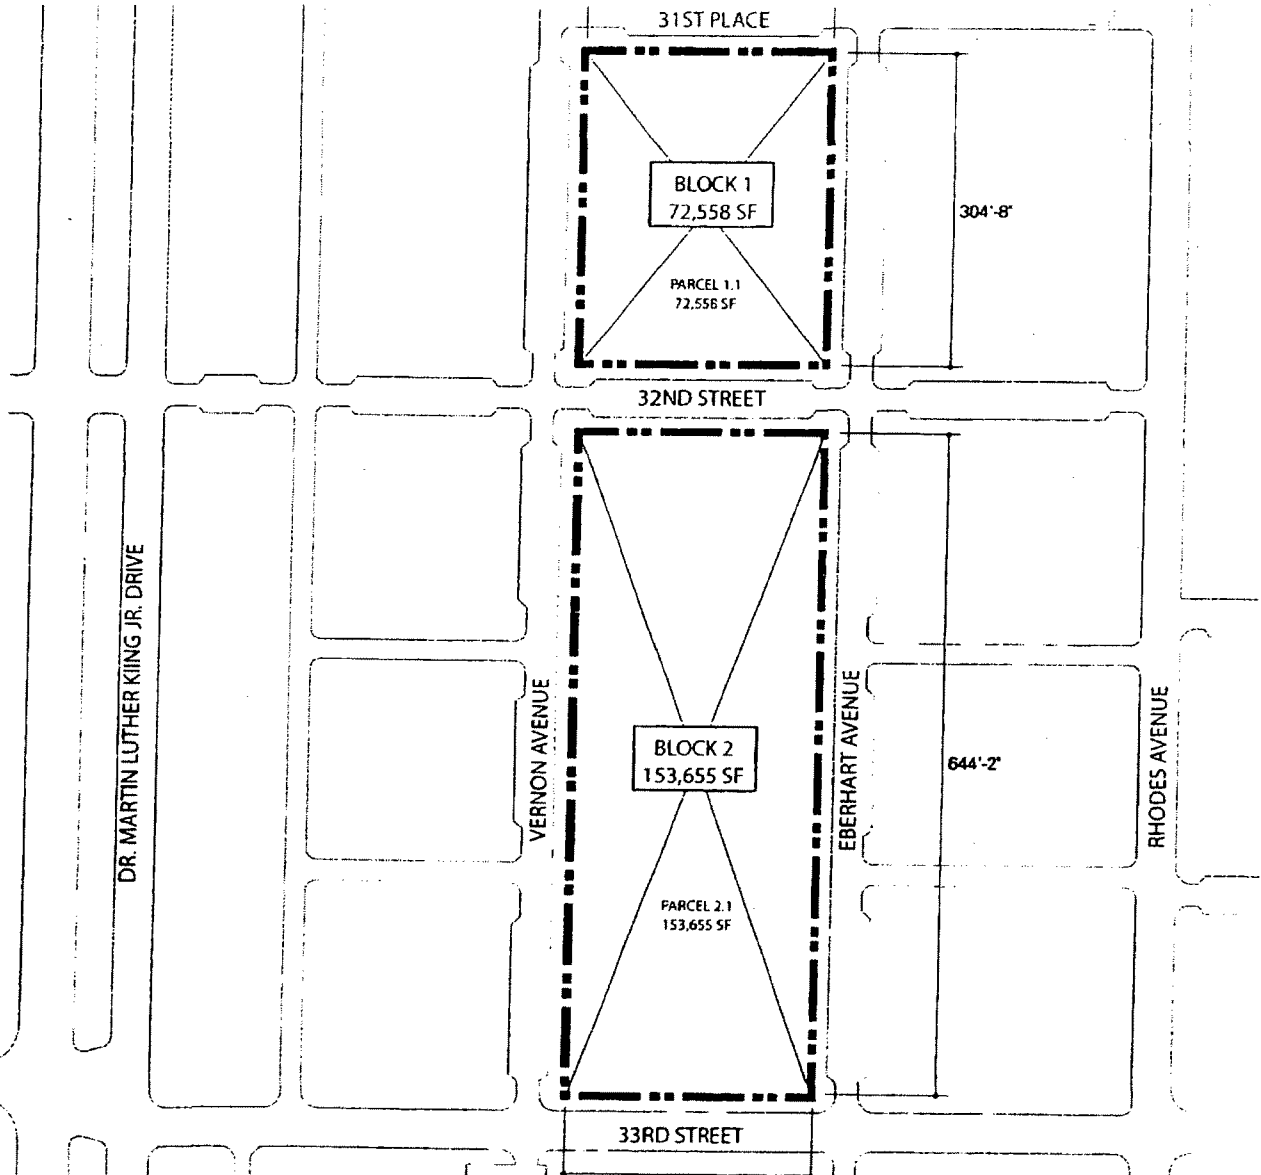 31ST PLACE
BLOCK 1
72,558 SF
304'-8"
PARCEL 1.1
72,558 SF
32ND STREET
DR. MARTIN LUTHER KIING JR. DRIVE
VERNON AVENUE
EBERHART AVENUE
RHODES AVENUE
BLOCK 2
153,655 SF
644'-2"
PARCEL 2.1
153,655 SF
33RD STREET